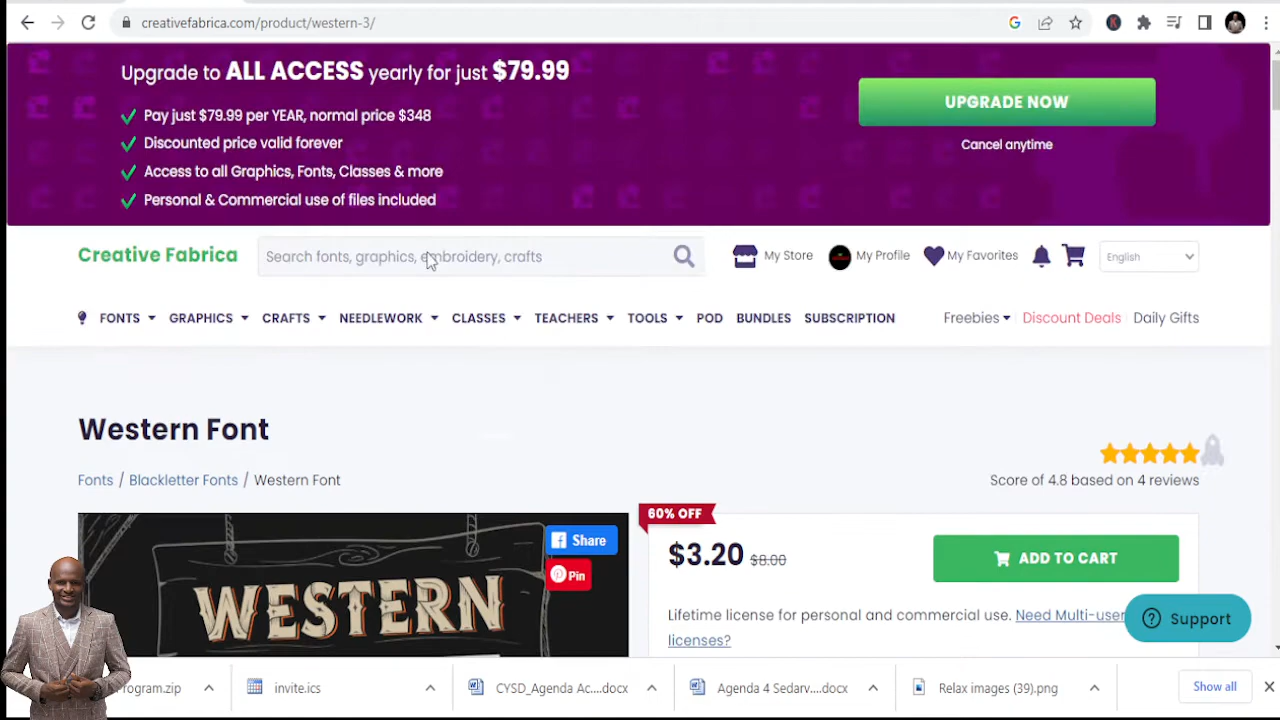 creativefabrica.com/product/western-3/
Upgrade to ALL ACCESS yearly for just $79.99
Pay just $79.99 per YEAR, normal price $348
Discounted price valid forever
Access to all Graphics, Fonts, Classes & more
Personal & Commercial use of files included
UPGRADE NOW
Cancel anytime
Creative Fabrica
Search fonts, graphics, embroidery, crafts
My Store
My Profile
My Favorites
English
FONTS
GRAPHICS
CRAFTS
NEEDLEWORK
CLASSES
TEACHERS
TOOLS
POD
BUNDLES
SUBSCRIPTION
Freebies
Discount Deals
Daily Gifts
Western Font
Score of 4.8 based on 4 reviews
Fonts / Blackletter Fonts / Western Font
Share
Pin
WESTERN
60% OFF
$3.20 $8.00
ADD TO CART
Lifetime license for personal and commercial use. Need Multi-user
licenses?
Support
rogram.zip
invite.ics
CYSD_Agenda Ac....docx
Agenda 4 Sedarv....docx
Relax images (39).png
Show all